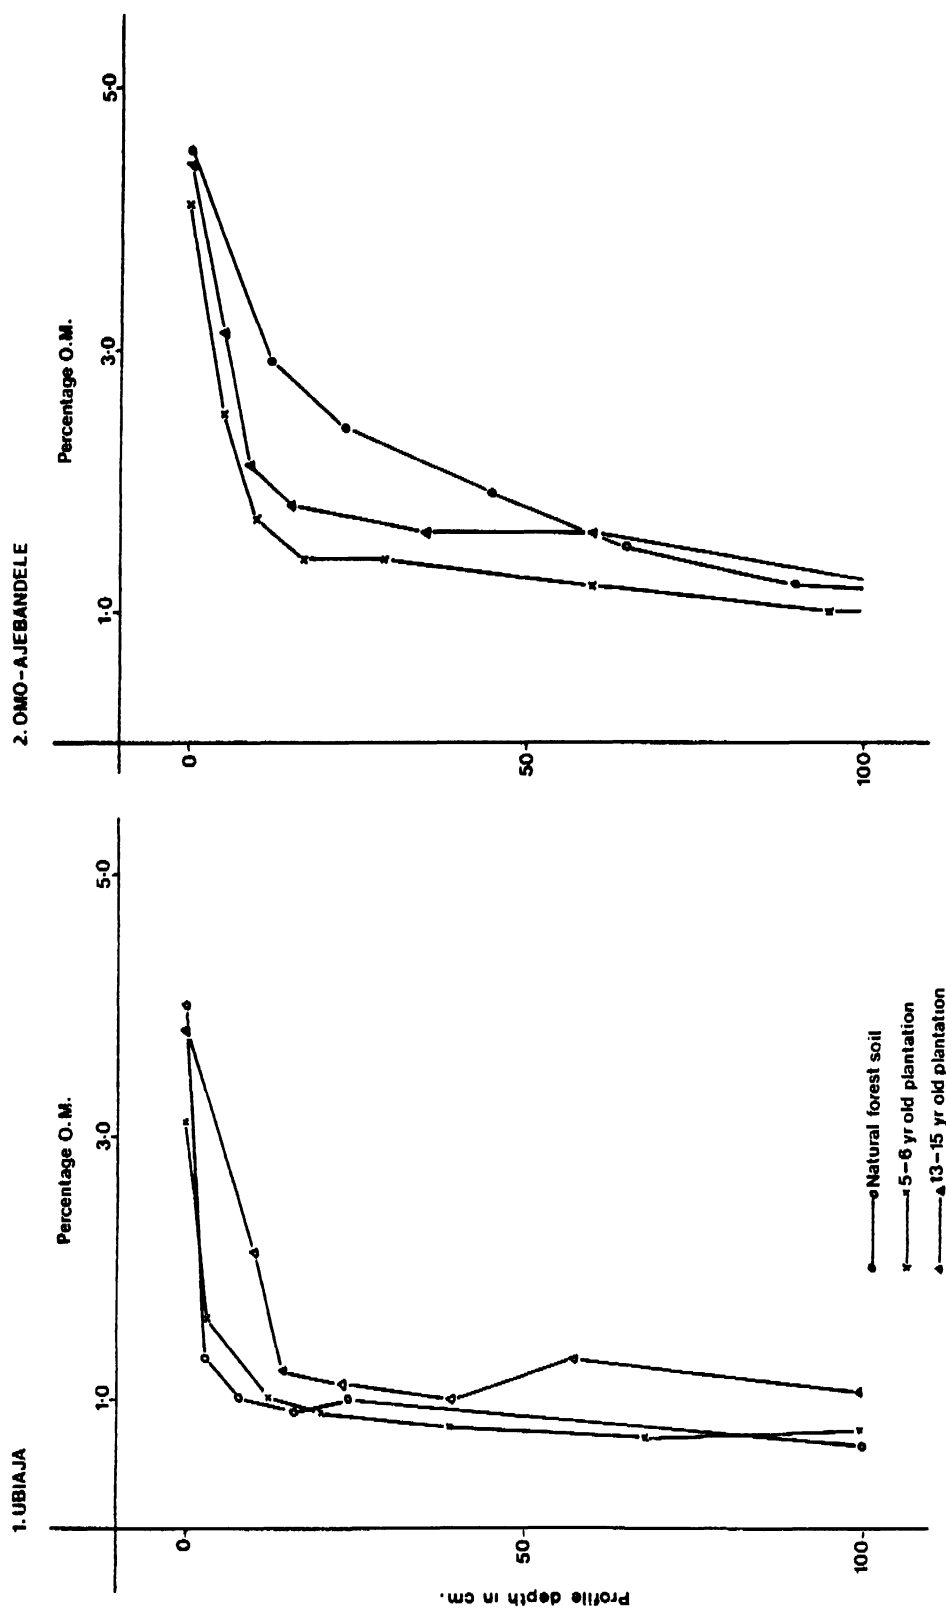 1. UBIAJA
Percentage O.M.
1·0
3·0
5·0
0
50
100
Profile depth in cm.
2. OMO-AJEBANDELE
Percentage O.M.
1·0
3·0
5·0
0
50
100
Natural forest soil
5-6 yr old plantation
13-15 yr old plantation